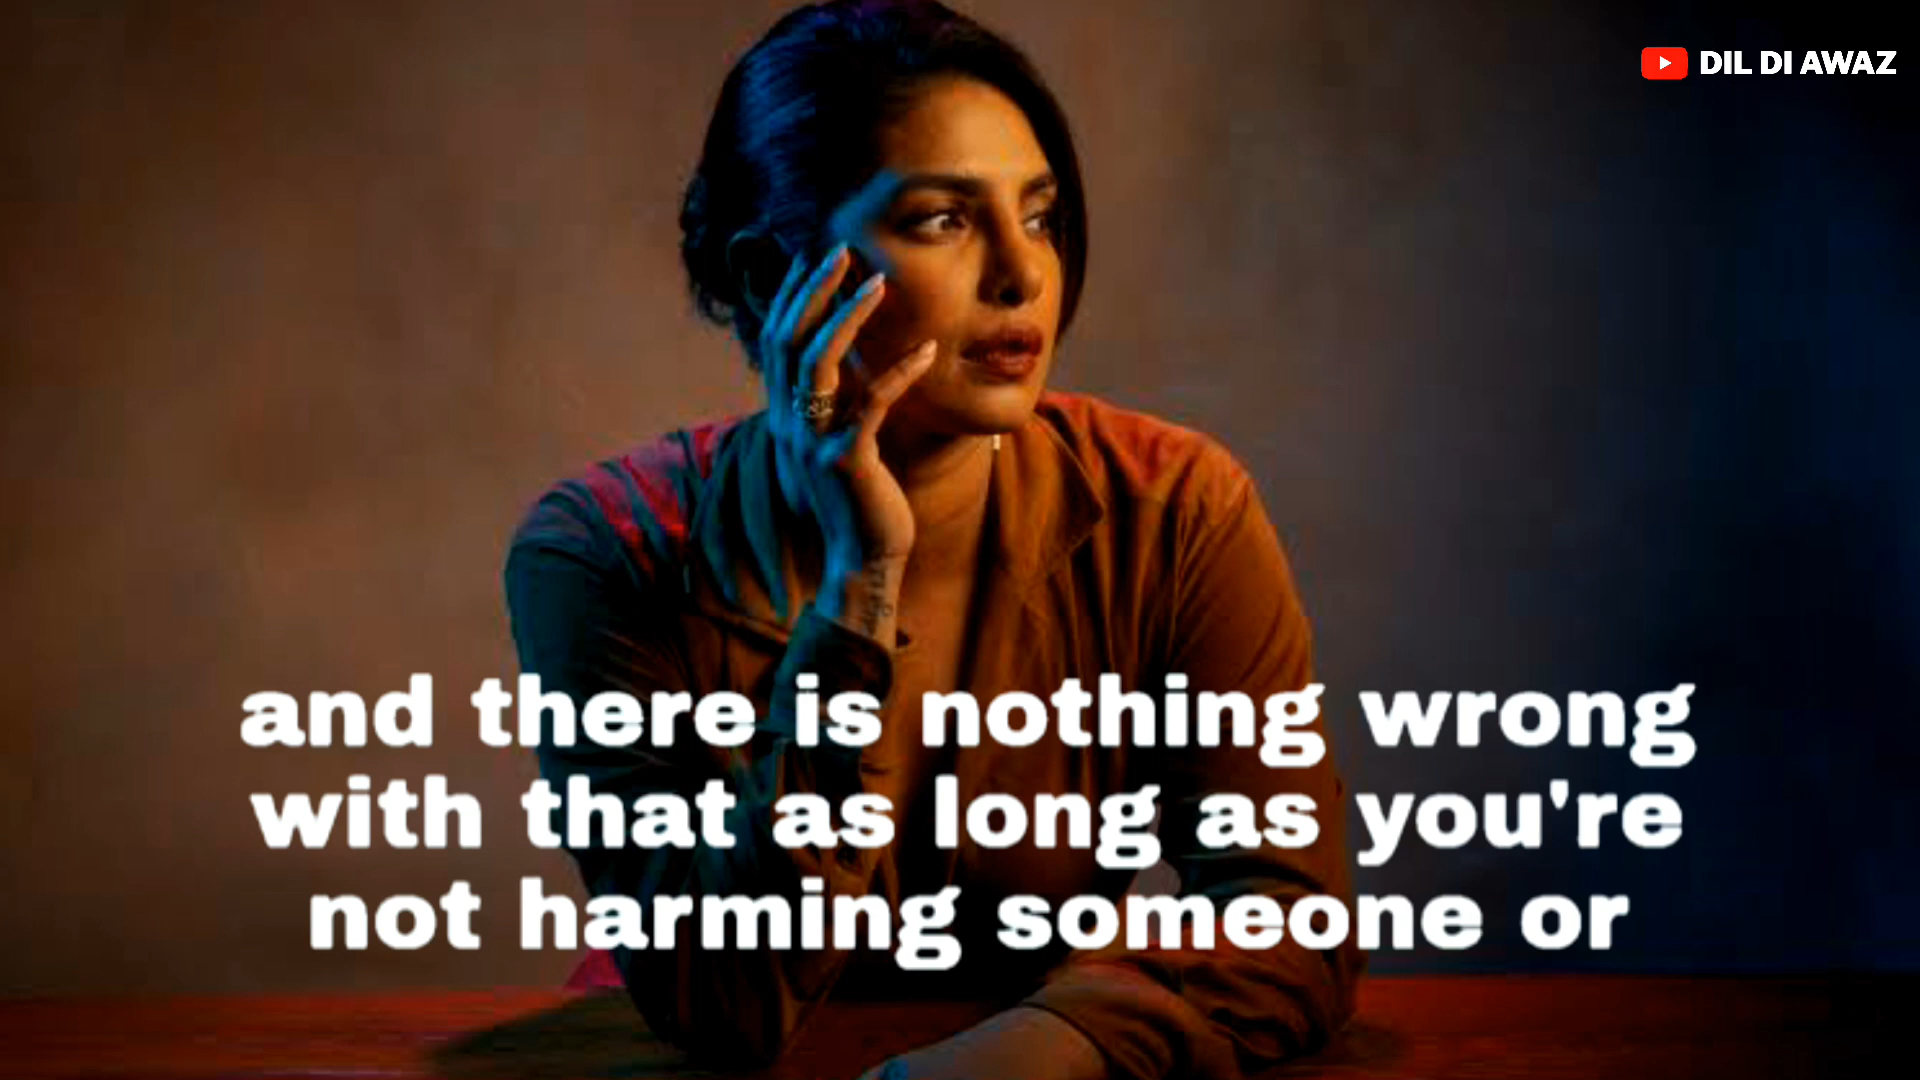 DIL DI AWAZ
and there is nothing wrong
with that as long as you're
not harming someone or